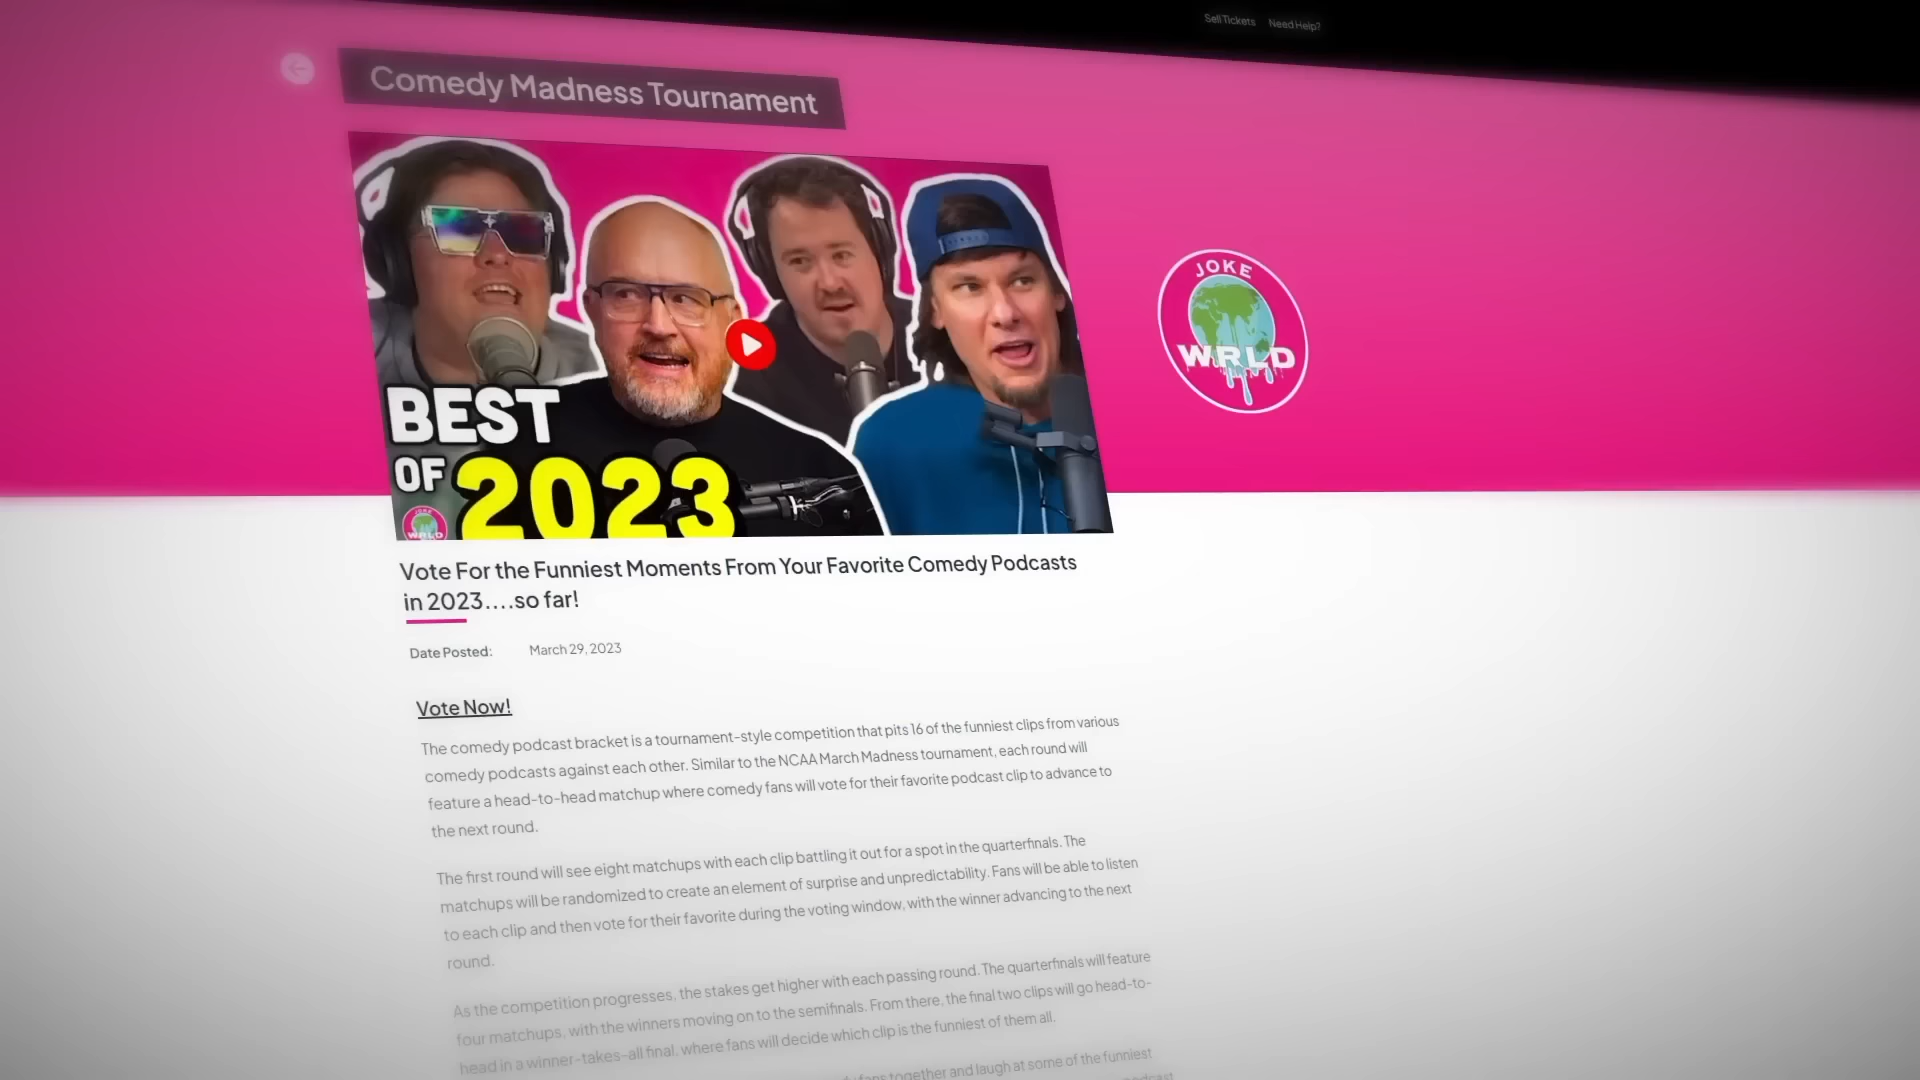 Sell Tickets Need Help?
Comedy Madness Tournament
JOKE
WRLD
BEST
OF 2023
JOKE
WRLD
Vote For the Funniest Moments From Your Favorite Comedy Podcasts
in 2023....so far!
Date Posted: March 29, 2023
Vote Now!
The comedy podcast bracket is a tournament-style competition that pits 16 of the funniest clips from various
comedy podcasts against each other. Similar to the NCAA March Madness tournament, each round will
feature a head-to-head matchup where comedy fans will vote for their favorite podcast clip to advance to
the next round.
The first round will see eight matchups with each clip battling it out for a spot in the quarterfinals. The
matchups will be randomized to create an element of surprise and unpredictability. Fans will be able to listen
to each clip and then vote for their favorite during the voting window, with the winner advancing to the next
round.
As the competition progresses, the stakes get higher with each passing round. The quarterfinals will feature
four matchups, with the winners moving on to the semifinals. From there, the final two clips will go head-to-
head in a winner-takes-all final, where fans will decide which clip is the funniest of them all.
fans together and laugh at some of the funniest